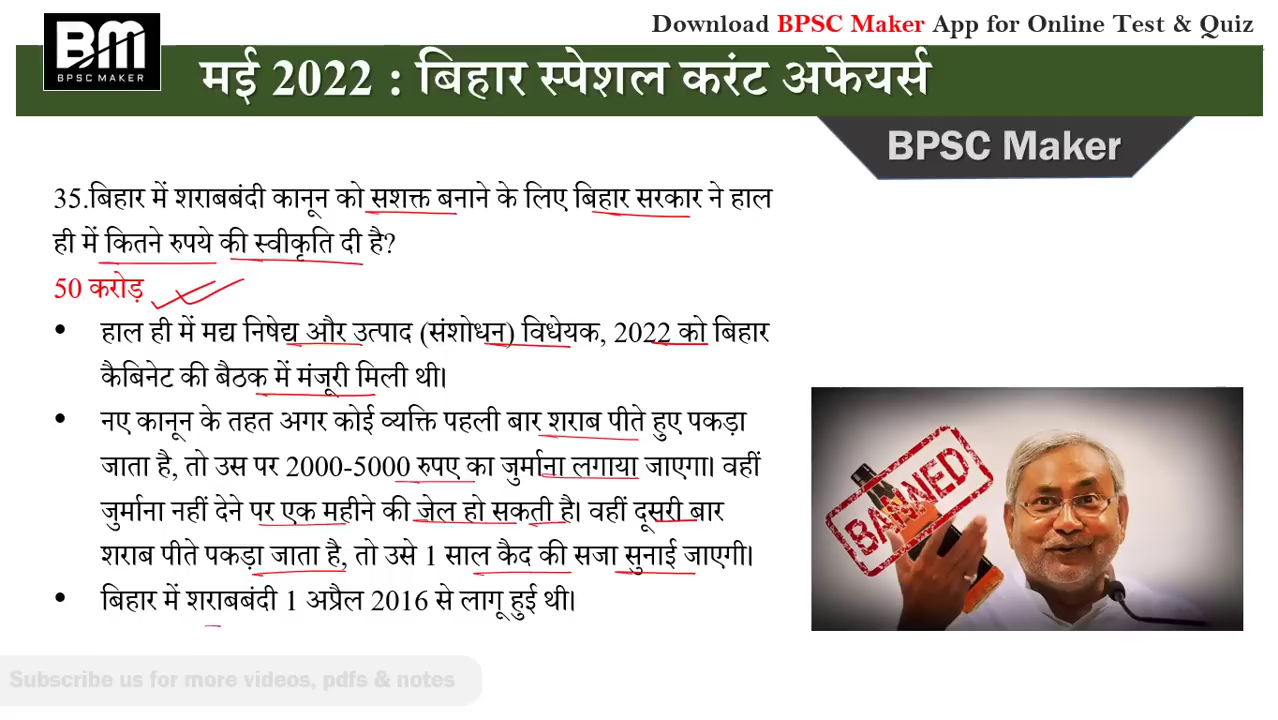 Download BPSC Maker App for Online Test & Quiz
BM
BPSC MAKER
मई 2022 : बिहार स्पेशल करंट अफेयर्स
BPSC Maker
35.बिहार में शराबबंदी कानून को सशक्त बनाने के लिए बिहार सरकार ने हाल
ही में कितने रुपये की स्वीकृति दी है?
50 करोड़
• हाल ही में मद्य निषेद्य और उत्पाद (संशोधन) विधेयक, 2022 को बिहार
कैबिनेट की बैठक में मंजूरी मिली थी।
• नए कानून के तहत अगर कोई व्यक्ति पहली बार शराब पीते हुए पकड़ा
जाता है, तो उस पर 2000-5000 रुपए का जुर्माना लगाया जाएगा। वहीं
जुर्माना नहीं देने पर एक महीने की जेल हो सकती है। वहीं दूसरी बार
शराब पीते पकड़ा जाता है, तो उसे 1 साल कैद की सजा सुनाई जाएगी।
• बिहार में शराबबंदी 1 अप्रैल 2016 से लागू हुई थी।
BANNED
Subscribe us for more videos, pdfs & notes